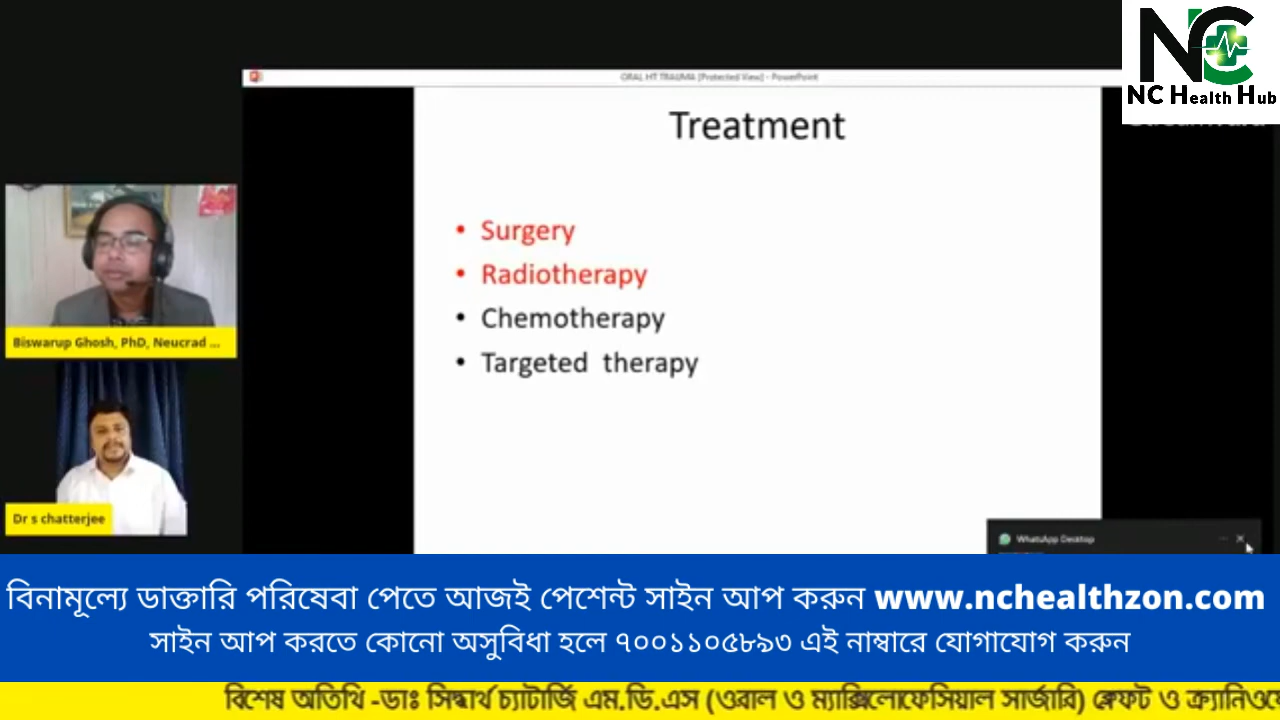 NC Health Hub
ORAL HT TRAUMA [Protected View] - PowerPoint
Treatment
• Surgery
• Radiotherapy
• Chemotherapy
• Targeted therapy
Biswarup Ghosh, PhD, Neucrad ...
Dr s chatterjee
WhatsApp Desktop
বিনামূল্যে ডাক্তারি পরিষেবা পেতে আজই পেশেন্ট সাইন আপ করুন www.nchealthzon.com
সাইন আপ করতে কোনো অসুবিধা হলে ৭০০১১০৫৮৯৩ এই নাম্বারে যোগাযোগ করুন
বিশেষ অতিথি -ডাঃ সিদ্ধার্থ চ্যাটার্জি এম.ডি.এস (ওরাল ও ম্যাক্সিলোফেসিয়াল সার্জারি) ক্লেফট ও